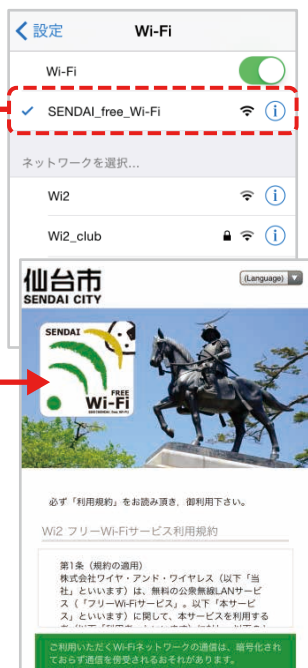 設定
Wi-Fi
Wi-Fi
SENDAI_free_Wi-Fi
ネットワークを選択...
Wi2
Wi2_club
仙台市
SENDAI CITY
(Language)
SENDAI
FREE
Wi-Fi
必ず「利用規約」をお読み頂き、御利用下さい。
Wi2 フリーWi-Fiサービス利用規約
第1条（規約の適用）
株式会社ワイヤ・アンド・ワイヤレス（以下「当
社」といいます）は、無料の公衆無線LANサービ
ス（「フリーWi-Fiサービス」。以下「本サービ
ス」といいます）に関して、本サービスを利用する
ご利用いただくWi-Fiネットワークの通信は、暗号化され
ておらず通信を傍受されるおそれがあります。